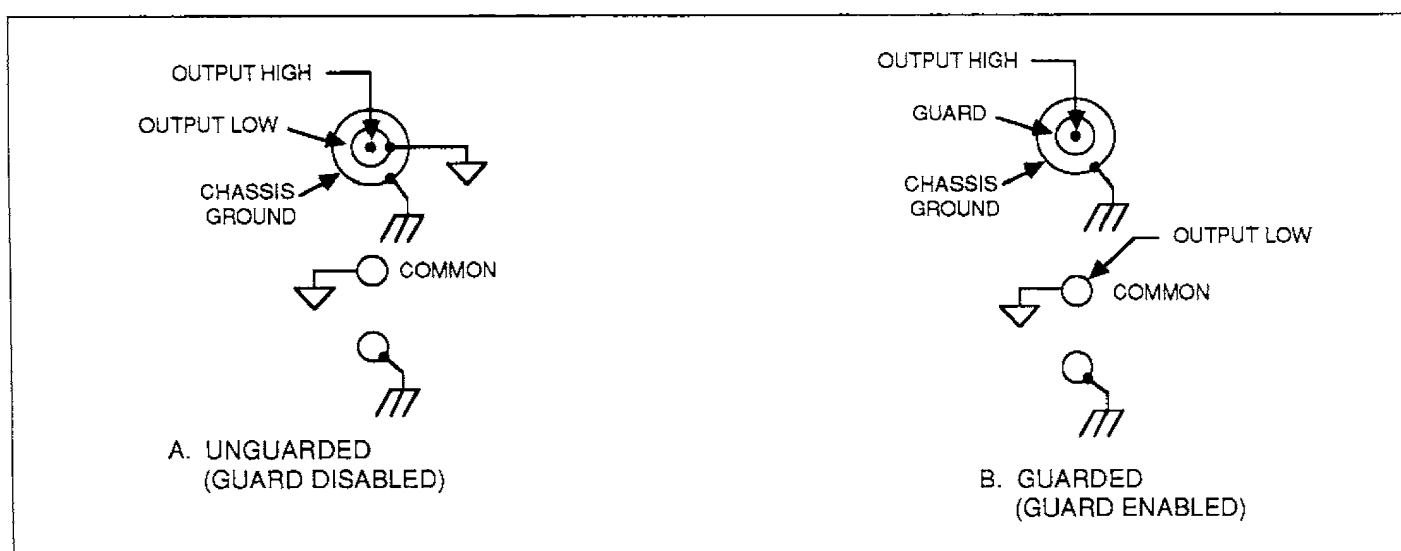 OUTPUT HIGH
OUTPUT LOW
CHASSIS
GROUND
COMMON
A. UNGUARDED
(GUARD DISABLED)
OUTPUT HIGH
GUARD
CHASSIS
GROUND
OUTPUT LOW
COMMON
B. GUARDED
(GUARD ENABLED)